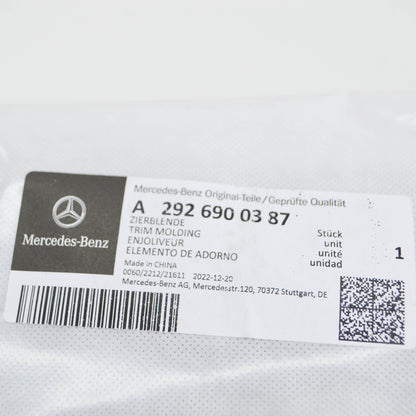 Mercedes-Benz
Mercedes-Benz Original-Teile/Geprüfte Qualität
A 292 690 03 87
ZIERBLENDE
TRIM MOLDING
ENJOLIVEUR
ELEMENTO DE ADORNO
Stück
unit
unité
unidad
1
Made in CHINA
0060/2212/21611 2022-12-20
Mercedes-Benz AG, Mercedesstr.120, 70372 Stuttgart, DE